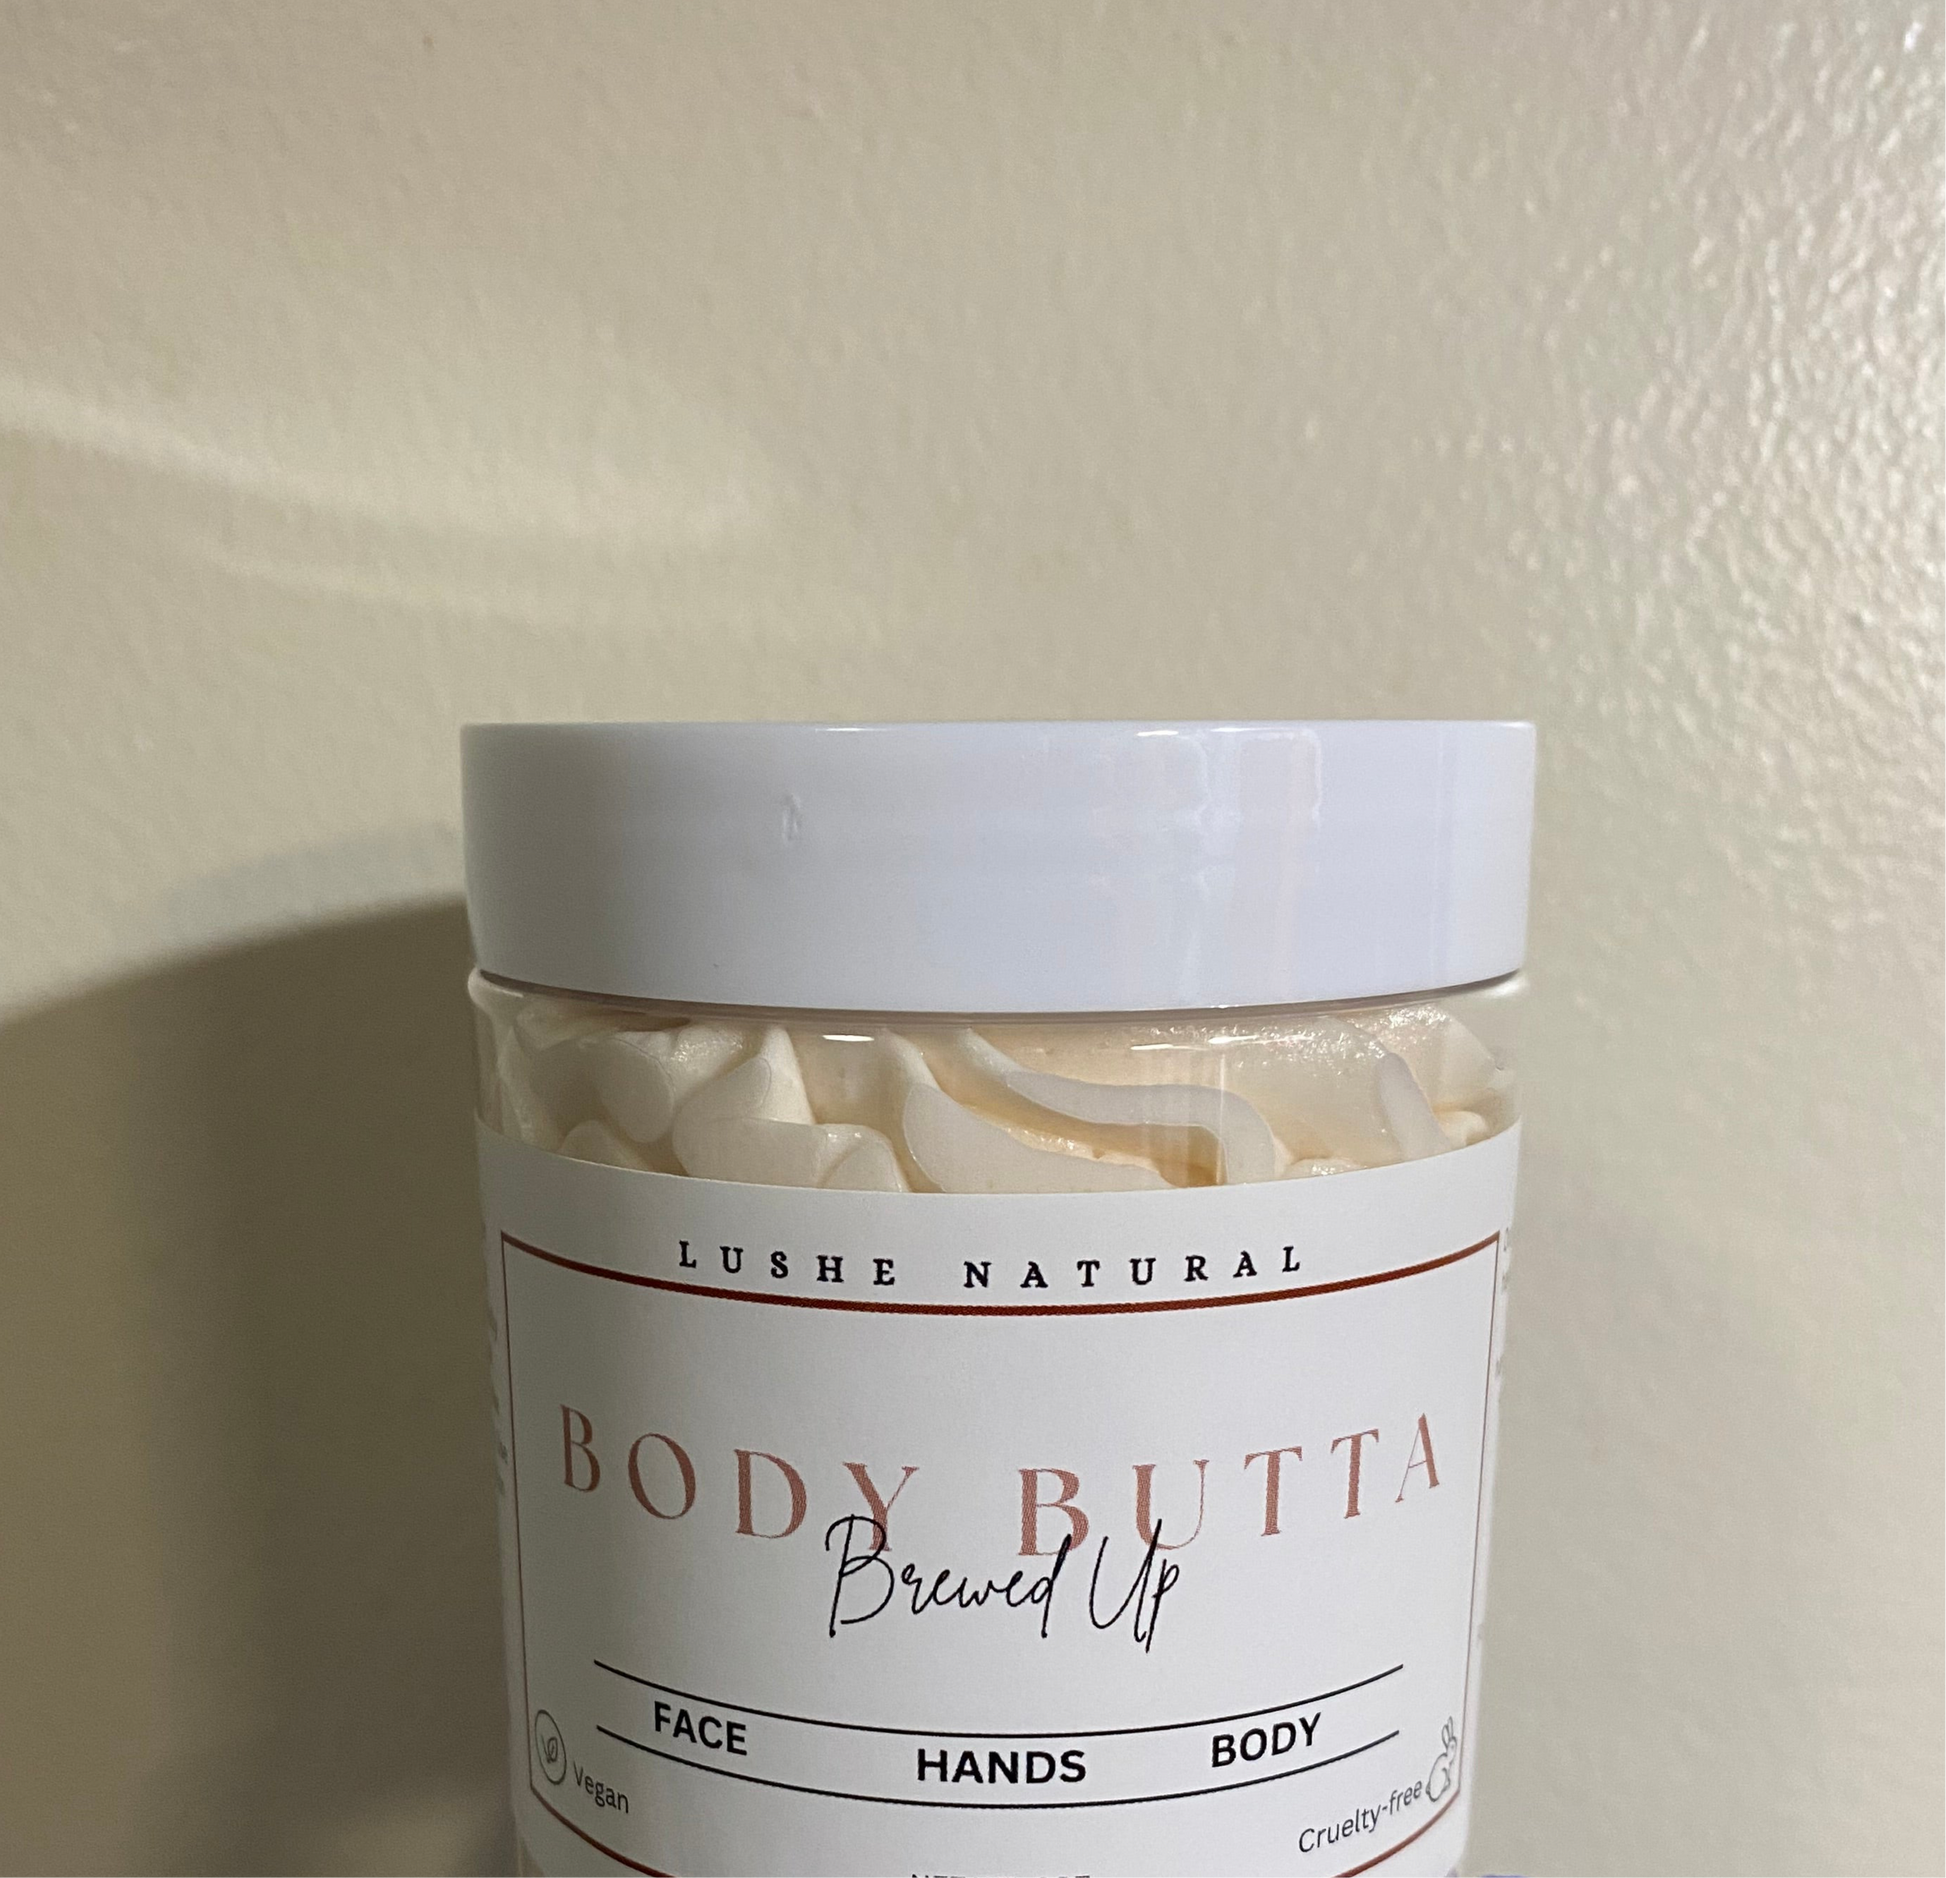 LUSHE NATURAL
BODY BUTTA
Brewed Up
FACE HANDS BODY
Vegan
Cruelty-free